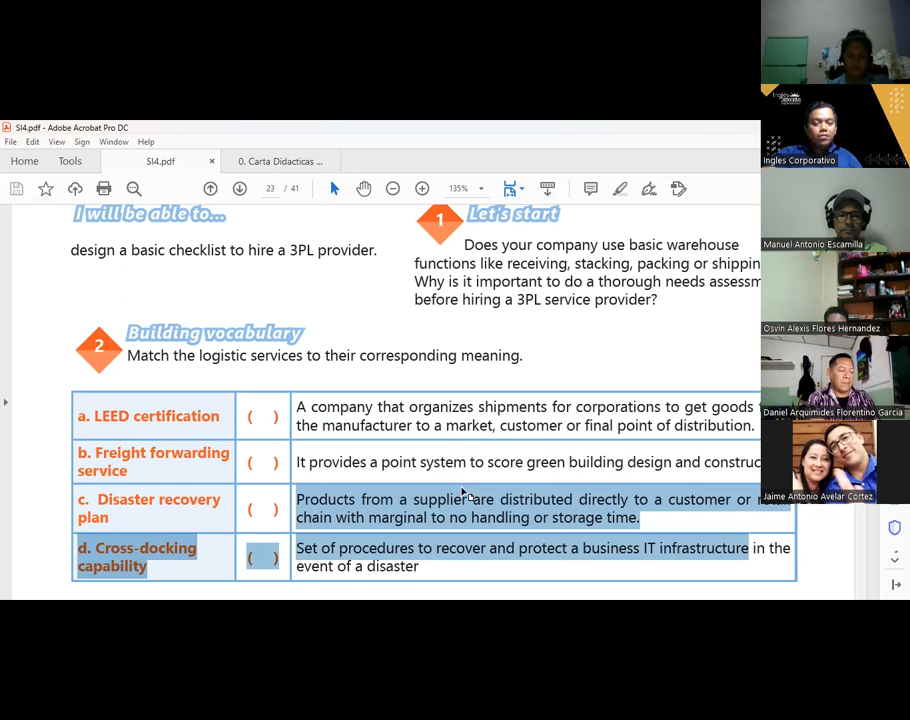 SI4.pdf - Adobe Acrobat Pro DC
File Edit View Sign Window Help
Home Tools SI4.pdf × 0. Carta Didacticas ...
23 / 41 135%
I will be able to...
design a basic checklist to hire a 3PL provider.
1 Let's start
Does your company use basic warehouse
functions like receiving, stacking, packing or shippin
Why is it important to do a thorough needs assessm
before hiring a 3PL service provider?
2 Building vocabulary
Match the logistic services to their corresponding meaning.
a. LEED certification ( ) A company that organizes shipments for corporations to get goods
the manufacturer to a market, customer or final point of distribution.
b. Freight forwarding
service ( ) It provides a point system to score green building design and construc
c. Disaster recovery
plan ( ) Products from a supplier are distributed directly to a customer or
chain with marginal to no handling or storage time.
d. Cross-docking
capability ( ) Set of procedures to recover and protect a business IT infrastructure in the
event of a disaster
Inglés
Ingles Corporativo
Manuel Antonio Escamilla
Osvin Alexis Flores Hernandez
Daniel Arquimides Florentino Garcia
Jaime Antonio Avelar Cortez